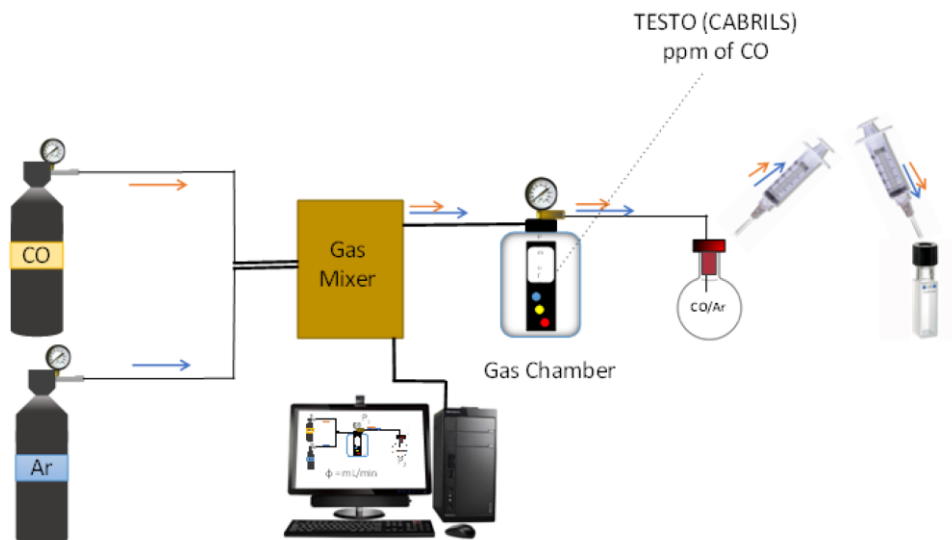 TESTO (CABRILS)
ppm of CO
CO
Gas
Mixer
CO/Ar
Gas Chamber
Ar
ϕ = mL/min